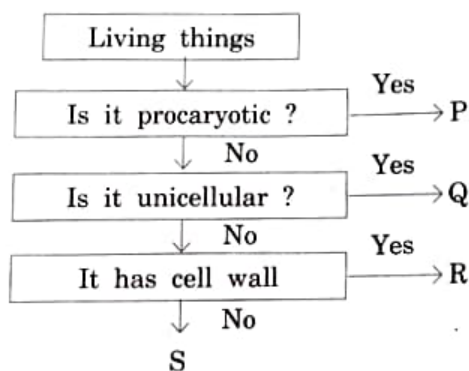 Living things
Yes
Is it procaryotic ? P
No
Yes
Is it unicellular ? Q
No
Yes
It has cell wall R
No
S